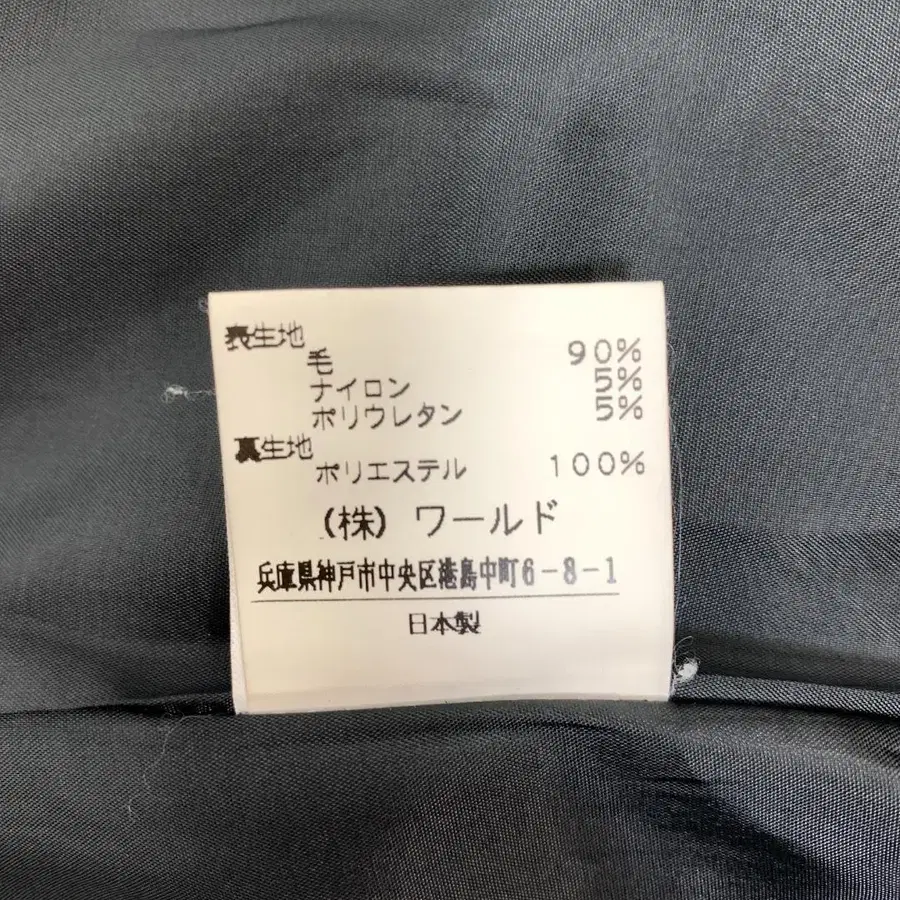 表生地
毛 90%
ナイロン 5%
ポリウレタン 5%
裏生地
ポリエステル 100%
(株) ワールド
兵庫県神戸市中央区港島中町6-8-1
日本製